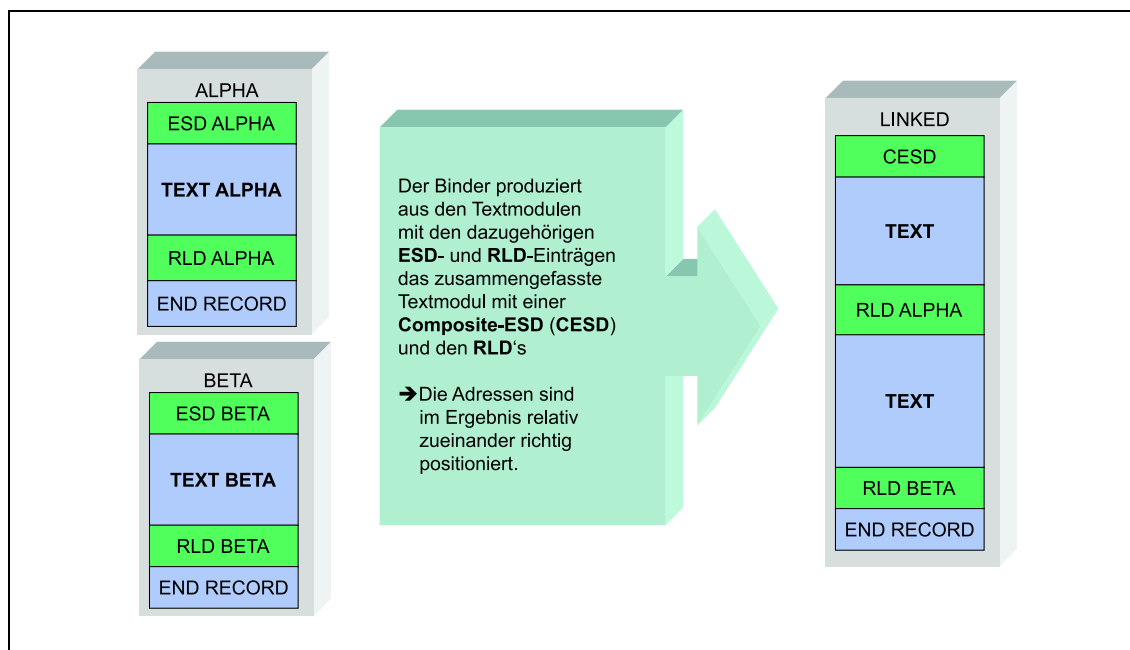 ALPHA
ESD ALPHA
TEXT ALPHA
RLD ALPHA
END RECORD
BETA
ESD BETA
TEXT BETA
RLD BETA
END RECORD
Der Binder produziert
aus den Textmodulen
mit den dazugehörigen
ESD- und RLD-Einträgen
das zusammengefasste
Textmodul mit einer
Composite-ESD (CESD)
und den RLD‘s
➔Die Adressen sind
im Ergebnis relativ
zueinander richtig
positioniert.
LINKED
CESD
TEXT
RLD ALPHA
TEXT
RLD BETA
END RECORD